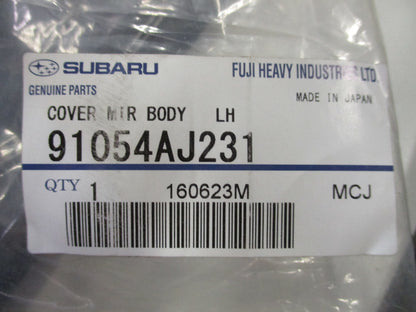 SUBARU FUJI HEAVY INDUSTRIES LTD.
GENUINE PARTS MADE IN JAPAN
COVER MIR BODY LH
91054AJ231
QTY 1 160623M MCJ